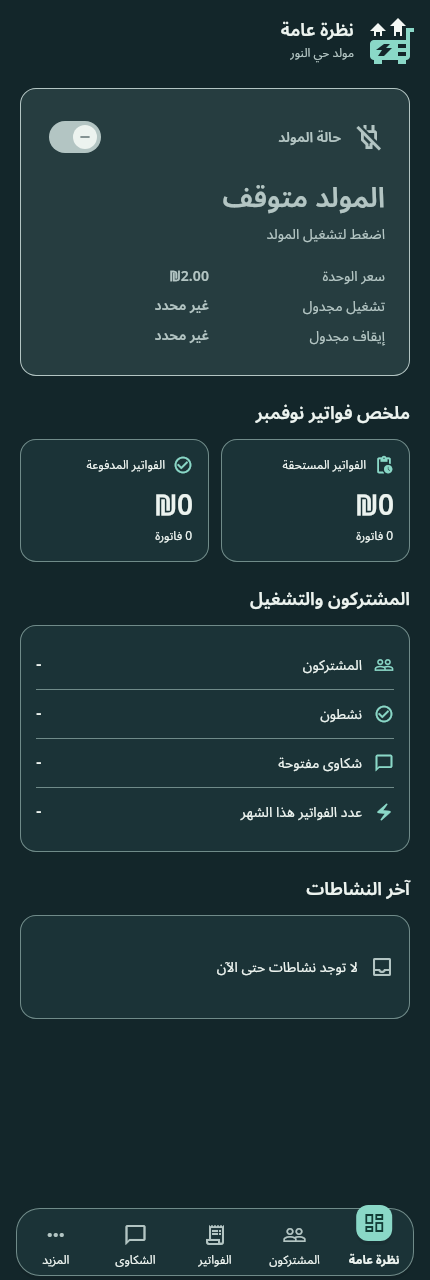 نظرة عامة
مولد حي النور
حالة المولد
المولد متوقف
اضغط لتشغيل المولد
سعر الوحدة ₪2.00
تشغيل مجدول غير محدد
إيقاف مجدول غير محدد
ملخص فواتير نوفمبر
الفواتير المستحقة
₪0
0 فاتورة
الفواتير المدفوعة
₪0
0 فاتورة
المشتركون والتشغيل
المشتركون -
نشطون -
شكاوى مفتوحة -
عدد الفواتير هذا الشهر -
آخر النشاطات
لا توجد نشاطات حتى الآن
نظرة عامة
المشتركون
الفواتير
الشكاوى
المزيد